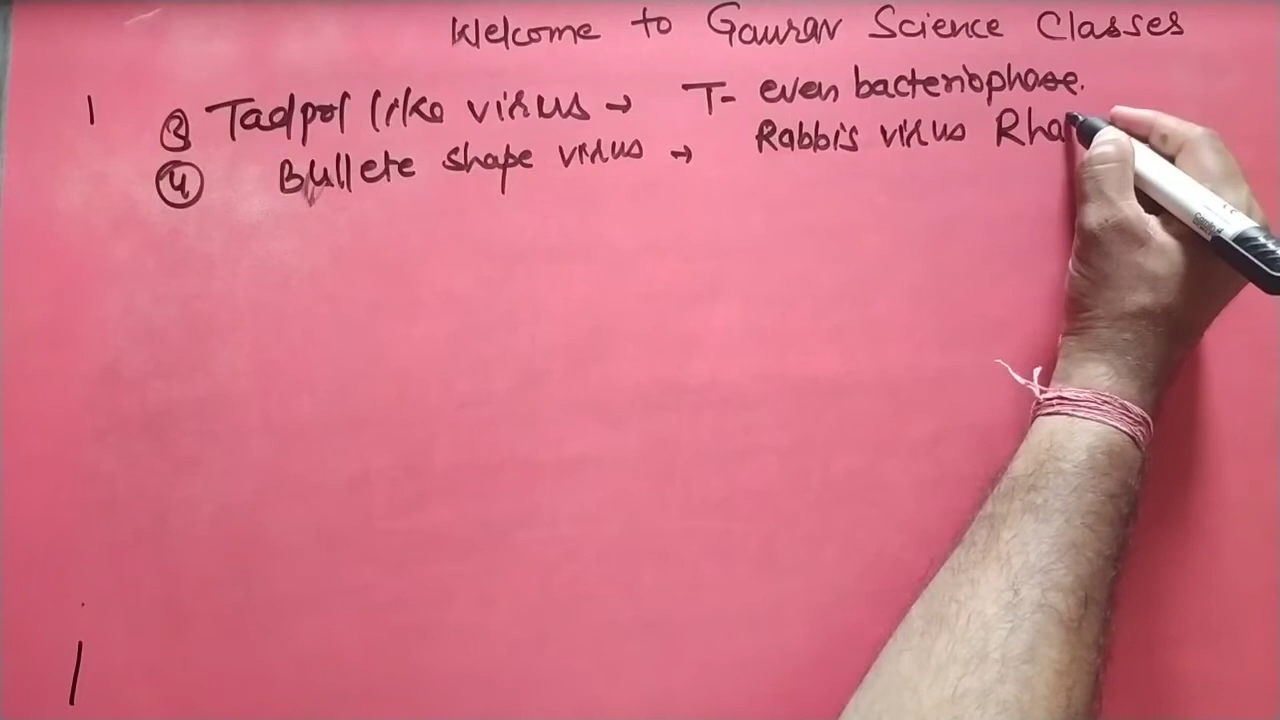 Welcome to Gaurav Science Classes
③ Tadpol like virus → T- even bacteriophase.
④ Bullete shape virus → Rabbis virus Rha